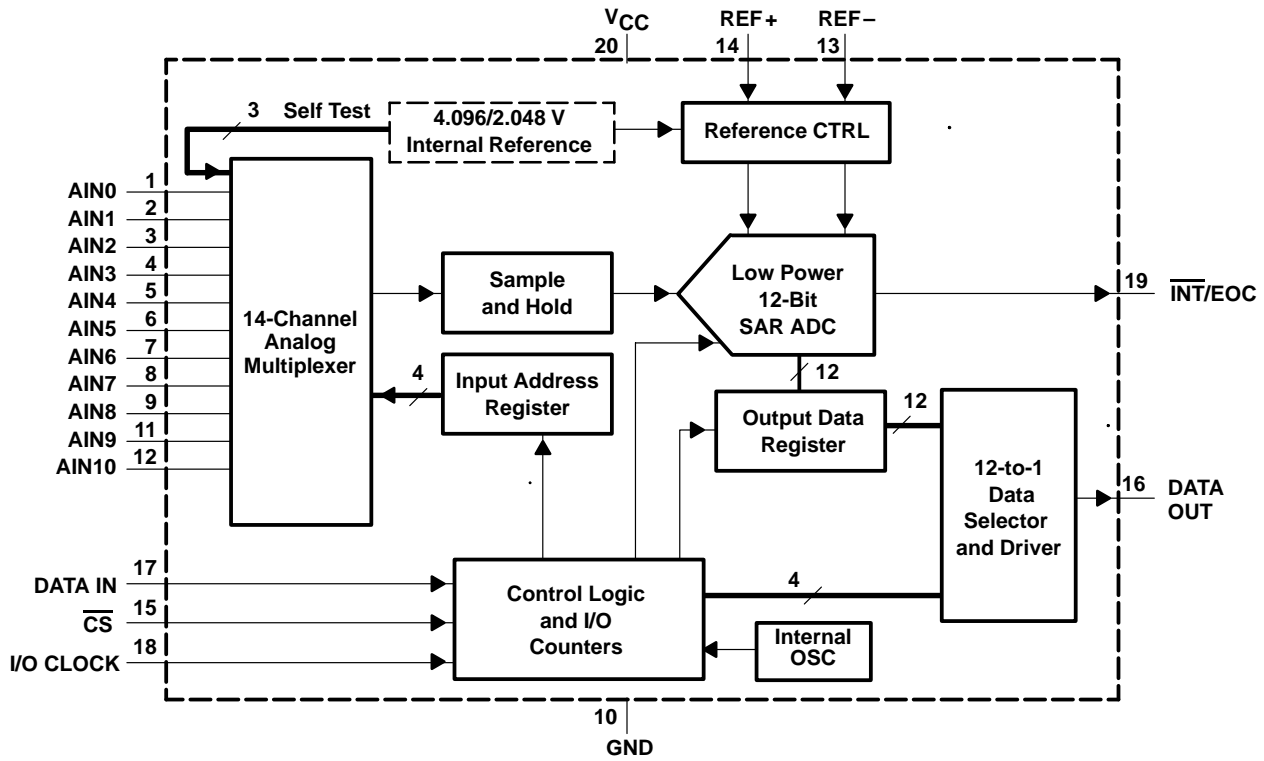 VCC
REF+
REF−
20
14
13
3
Self Test
4.096/2.048 V
Internal Reference
Reference CTRL
AIN0
1
AIN1
2
AIN2
3
AIN3
4
AIN4
5
AIN5
6
AIN6
7
AIN7
8
AIN8
9
AIN9
11
AIN10
12
14-Channel
Analog
Multiplexer
Sample
and Hold
Low Power
12-Bit
SAR ADC
19
INT/EOC
4
Input Address
Register
12
Output Data
Register
12
12-to-1
Data
Selector
and Driver
16
DATA
OUT
DATA IN
17
CS
15
I/O CLOCK
18
Control Logic
and I/O
Counters
4
Internal
OSC
10
GND